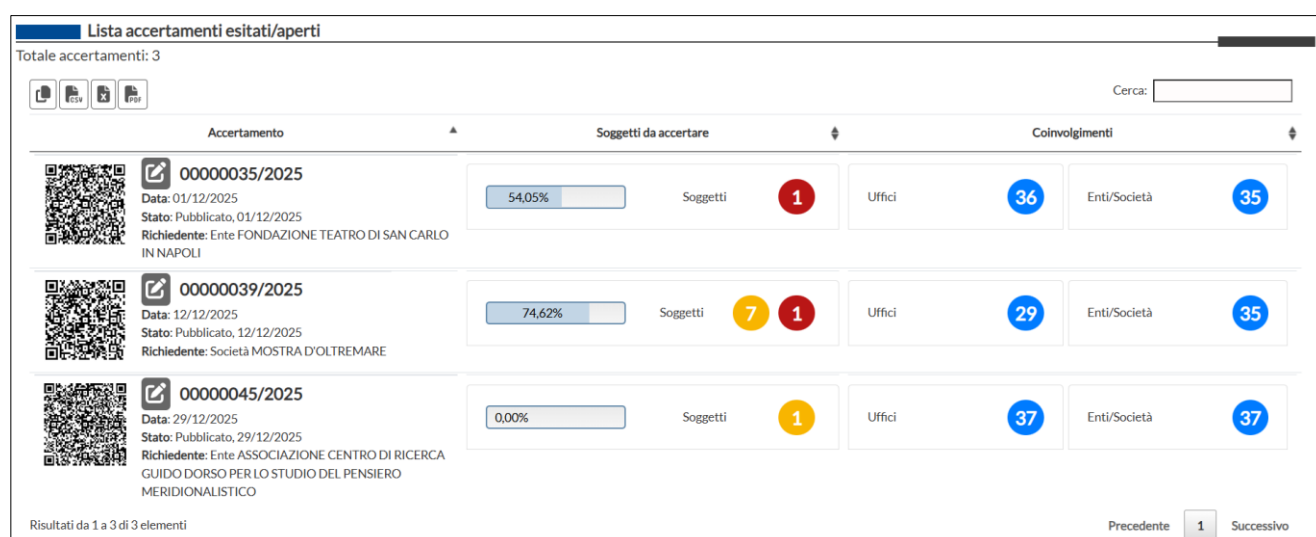 Lista accertamenti esitati/aperti
Totale accertamenti: 3
CSV PDF
Cerca:
Accertamento Soggetti da accertare Coinvolgimenti
00000035/2025
Data: 01/12/2025
Stato: Pubblicato, 01/12/2025
Richiedente: Ente FONDAZIONE TEATRO DI SAN CARLO
IN NAPOLI
54,05% Soggetti 1 Uffici 36 Enti/Società 35
00000039/2025
Data: 12/12/2025
Stato: Pubblicato, 12/12/2025
Richiedente: Società MOSTRA D'OLTREMARE
74,62% Soggetti 7 1 Uffici 29 Enti/Società 35
00000045/2025
Data: 29/12/2025
Stato: Pubblicato, 29/12/2025
Richiedente: Ente ASSOCIAZIONE CENTRO DI RICERCA
GUIDO DORSO PER LO STUDIO DEL PENSIERO
MERIDIONALISTICO
0,00% Soggetti 1 Uffici 37 Enti/Società 37
Risultati da 1 a 3 di 3 elementi
Precedente 1 Successivo